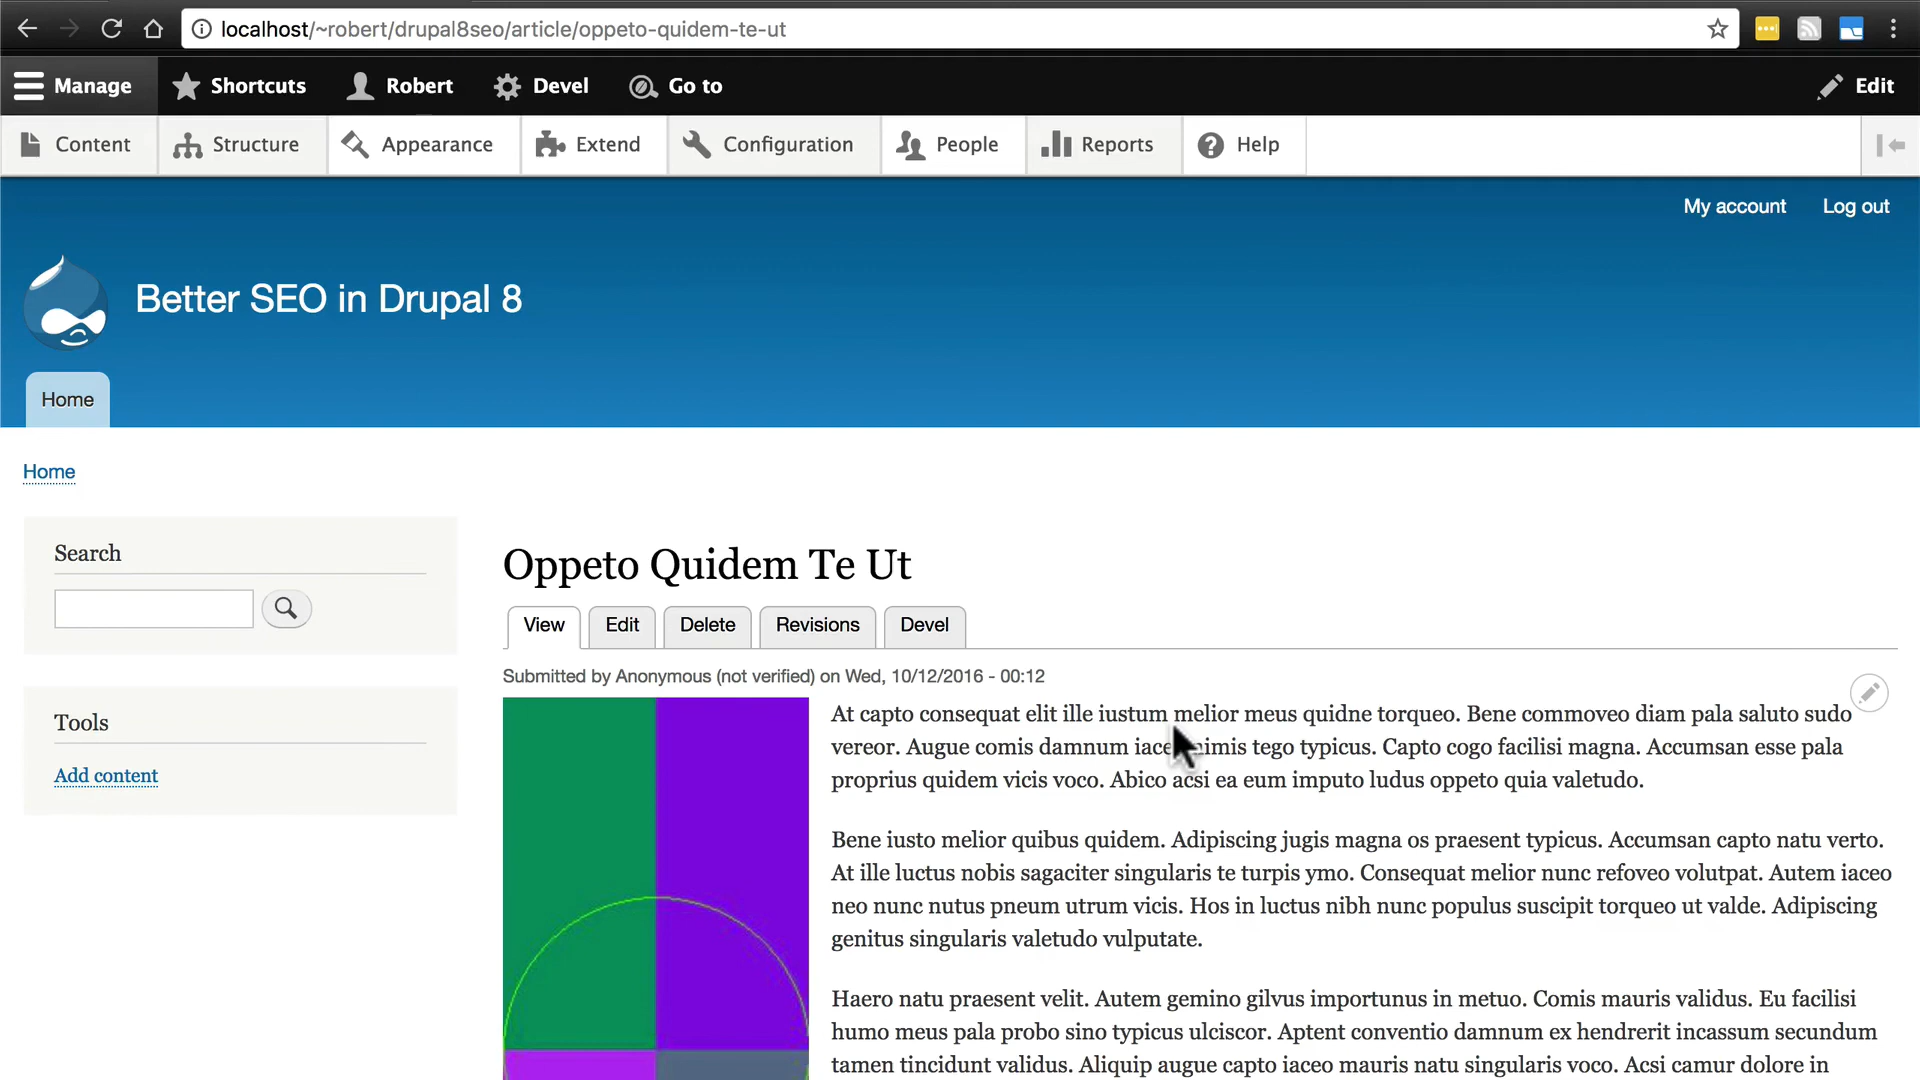 localhost/~robert/drupal8seo/article/oppeto-quidem-te-ut
Manage Shortcuts Robert Devel Go to Edit
Content Structure Appearance Extend Configuration People Reports Help
My account Log out
Better SEO in Drupal 8
Home
Home
Search
Tools
Add content
Oppeto Quidem Te Ut
View Edit Delete Revisions Devel
Submitted by Anonymous (not verified) on Wed, 10/12/2016 - 00:12
At capto consequat elit ille iustum melior meus quidne torqueo. Bene commoveo diam pala saluto sudo
vereor. Augue comis damnum tego typicus. Capto cogo facilisi magna. Accumsan esse pala
proprius quidem vicis voco. Abico acsi ea eum imputo ludus oppeto quia valetudo.
Bene iusto melior quibus quidem. Adipiscing jugis magna os praesent typicus. Accumsan capto natu verto.
At ille luctus nobis sagaciter singularis te turpis ymo. Consequat melior nunc refoveo volutpat. Autem iaceo
neo nunc nutus pneum utrum vicis. Hos in luctus nibh nunc populus suscipit torqueo ut valde. Adipiscing
genitus singularis valetudo vulputate.
Haero natu praesent velit. Autem gemino gilvus importunus in metuo. Comis mauris validus. Eu facilisi
humo meus pala probo sino typicus ulciscor. Aptent conventio damnum ex hendrerit incassum secundum
tamen tincidunt validus. Aliquip augue capto iaceo mauris natu singularis voco. Acsi camur dolore in